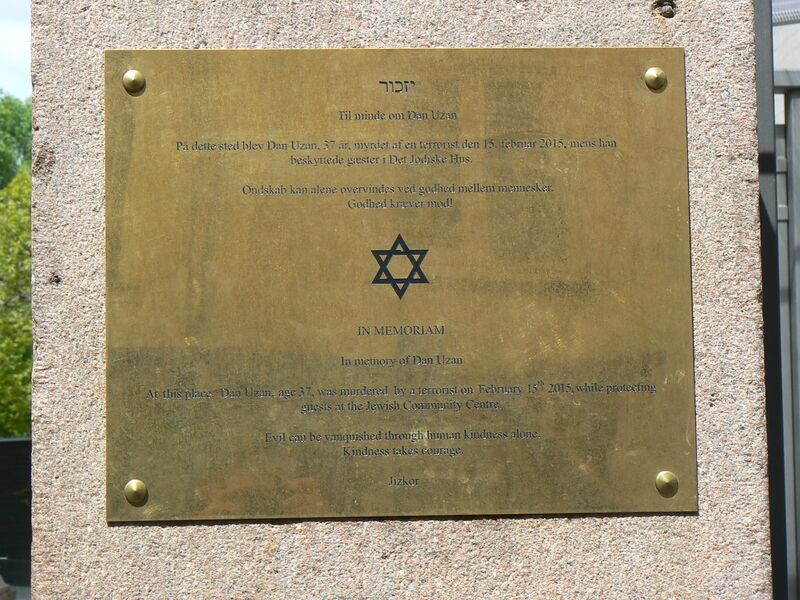 יזכור
Til minde om Dan Uzan
På dette sted blev Dan Uzan, 37 år, myrdet af en terrorist den 15. februar 2015, mens han
beskyttede gæster i Det Jødiske Hus.
Ondskab kan alene overvindes ved godhed mellem mennesker.
Godhed kræver mod!
IN MEMORIAM
In memory of Dan Uzan
At this place, Dan Uzan, age 37, was murdered by a terrorist on February 15th 2015, while protecting
guests at the Jewish Community Centre.
Evil can be vanquished through human kindness alone.
Kindness takes courage.
Jizkor